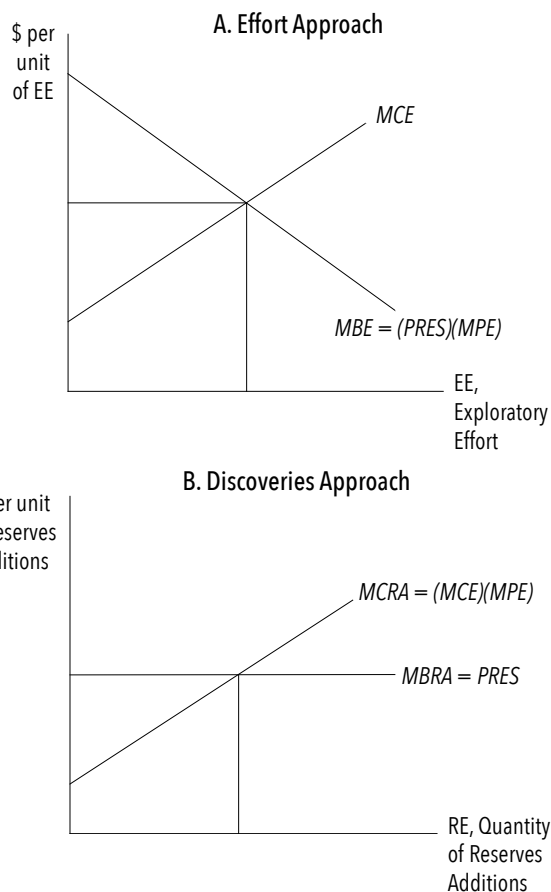 A. Effort Approach
$ per
unit
of EE
MCE
MBE = (PRES)(MPE)
EE,
Exploratory
Effort
B. Discoveries Approach
er unit
eserves
ditions
MCRA = (MCE)(MPE)
MBRA = PRES
RE, Quantity
of Reserves
Additions